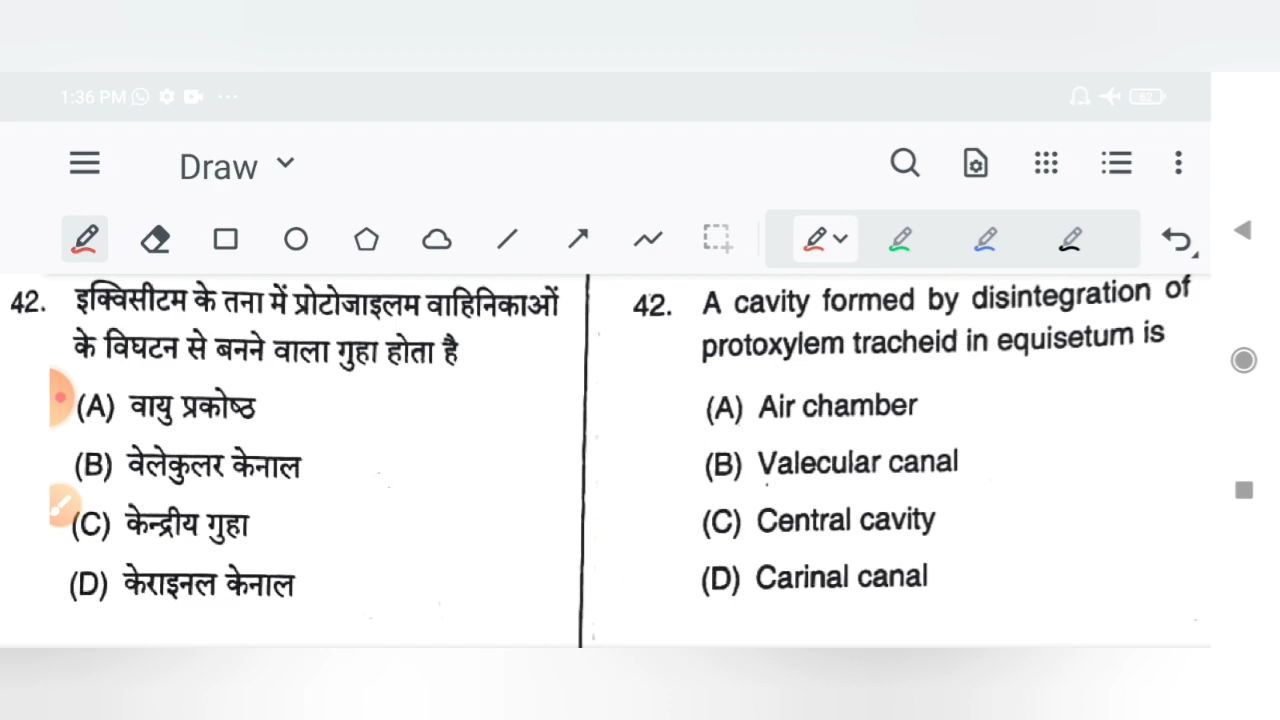 1:36 PM
62
Draw
42. इक्विसीटम के तना में प्रोटोजाइलम वाहिनिकाओं
के विघटन से बनने वाला गुहा होता है
(A) वायु प्रकोष्ठ
(B) वेलेकुलर केनाल
(C) केन्द्रीय गुहा
(D) केराइनल केनाल
42. A cavity formed by disintegration of
protoxylem tracheid in equisetum is
(A) Air chamber
(B) Valecular canal
(C) Central cavity
(D) Carinal canal